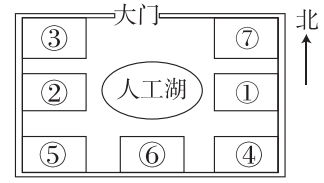 大门 北
③ ⑦
② 人工湖 ①
⑤ ⑥ ④